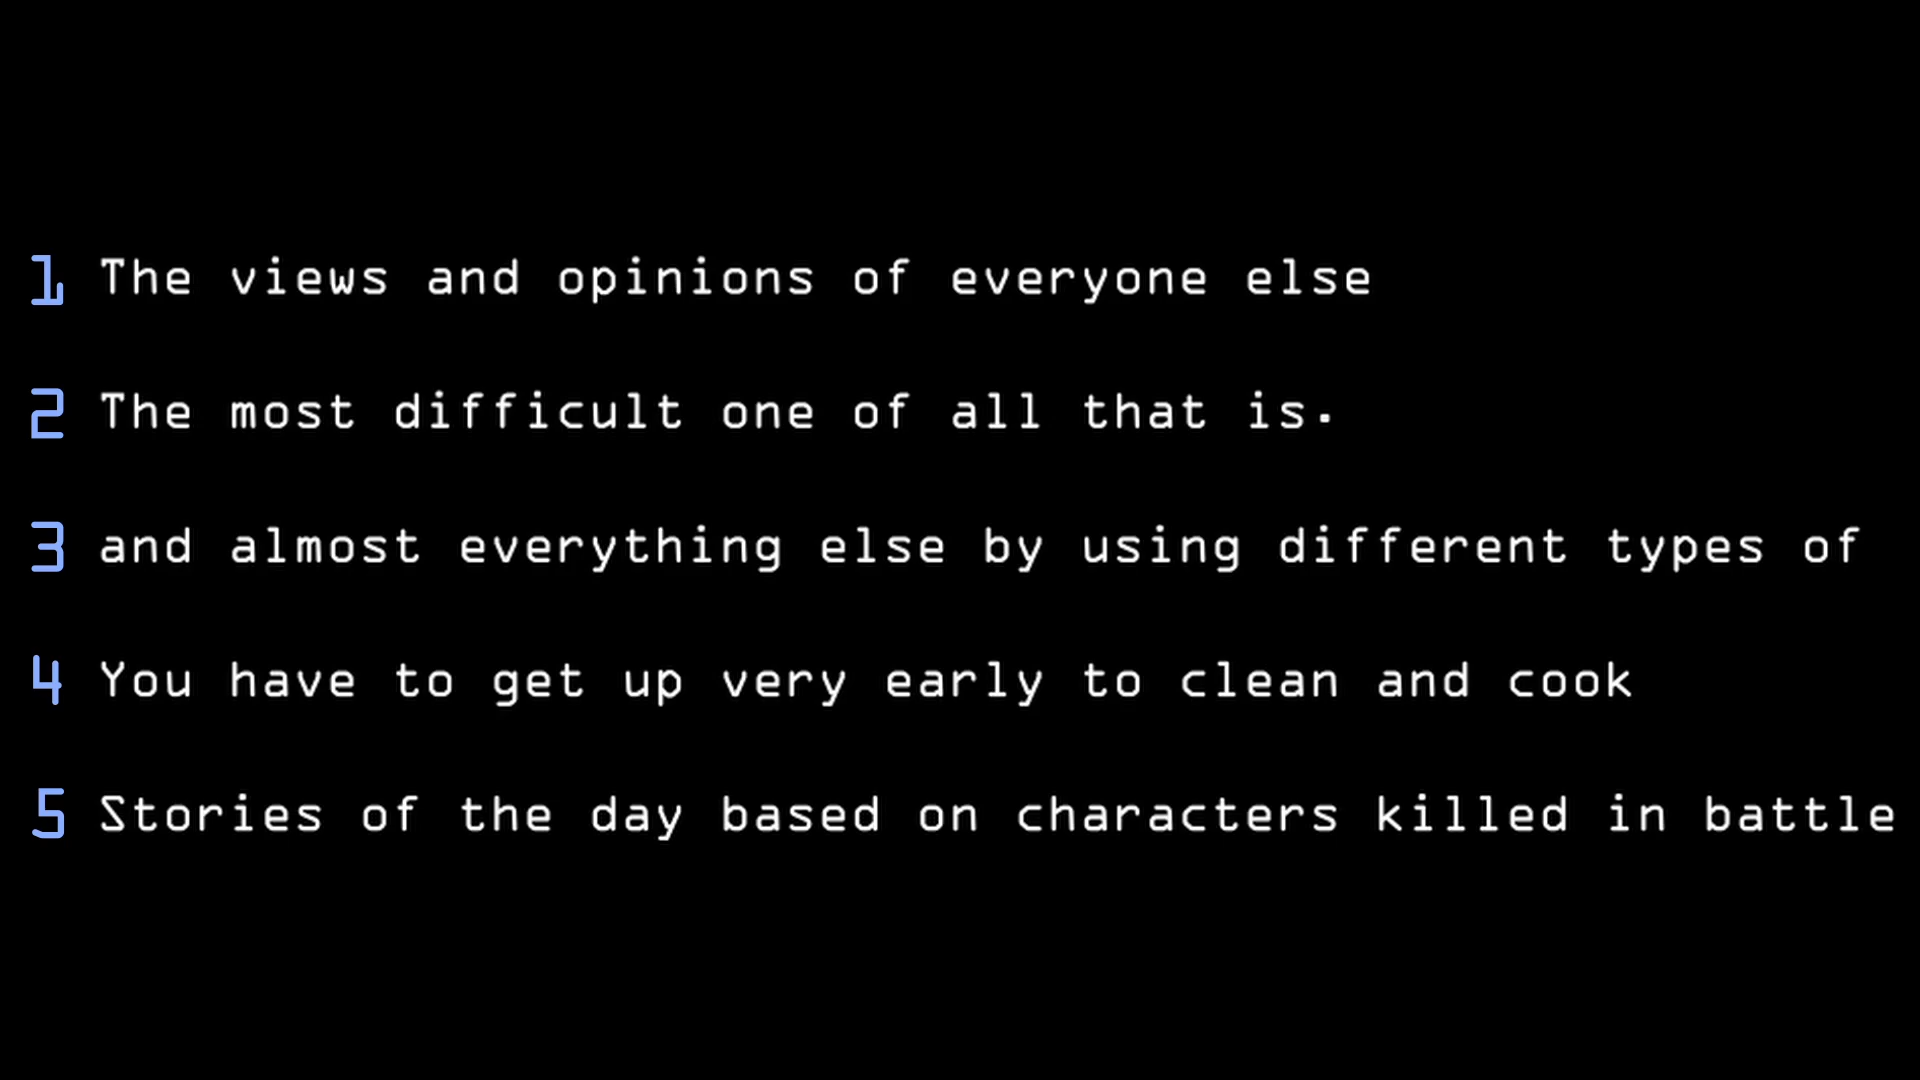 1 The views and opinions of everyone else
2 The most difficult one of all that is.
3 and almost everything else by using different types of
4 You have to get up very early to clean and cook
5 Stories of the day based on characters killed in battle